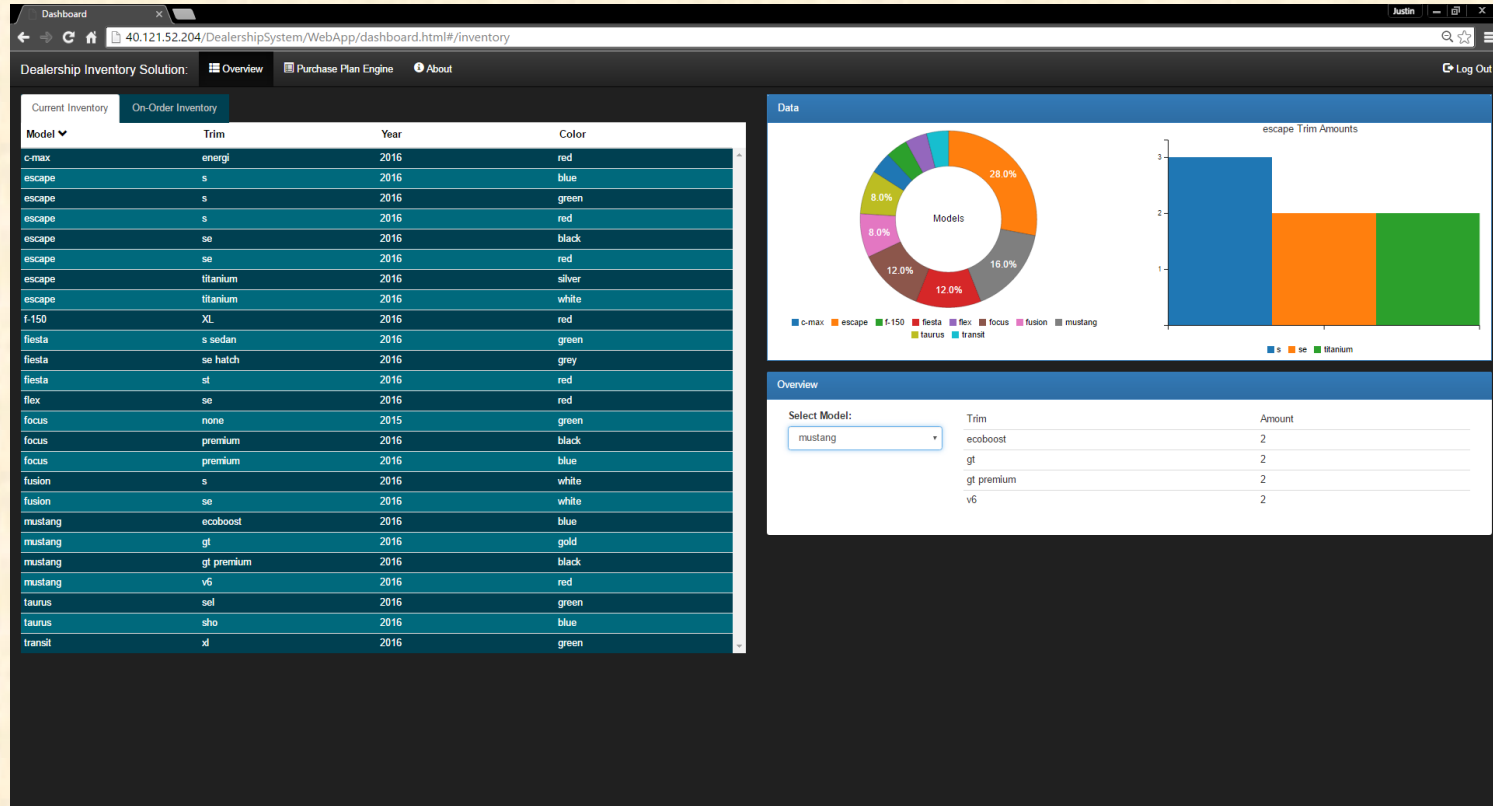 Dashboard
Justin
40.121.52.204/DealershipSystem/WebApp/dashboard.html#/inventory
Dealership Inventory Solution: Overview Purchase Plan Engine About Log Out
Current Inventory On-Order Inventory
Model Trim Year Color
c-max energi 2016 red
escape s 2016 blue
escape s 2016 green
escape s 2016 red
escape se 2016 black
escape se 2016 red
escape titanium 2016 silver
escape titanium 2016 white
f-150 XL 2016 red
fiesta s sedan 2016 green
fiesta se hatch 2016 grey
fiesta st 2016 red
flex se 2016 red
focus none 2015 green
focus premium 2016 black
focus premium 2016 blue
fusion s 2016 white
fusion se 2016 white
mustang ecoboost 2016 blue
mustang gt 2016 gold
mustang gt premium 2016 black
mustang v6 2016 red
taurus sel 2016 green
taurus sho 2016 blue
transit xl 2016 green
Data
28.0%
8.0%
Models
8.0%
16.0%
12.0%
12.0%
c-max escape f-150 fiesta flex focus fusion mustang
taurus transit
escape Trim Amounts
3
2
1
s se titanium
Overview
Select Model:
mustang
Trim Amount
ecoboost 2
gt 2
gt premium 2
v6 2